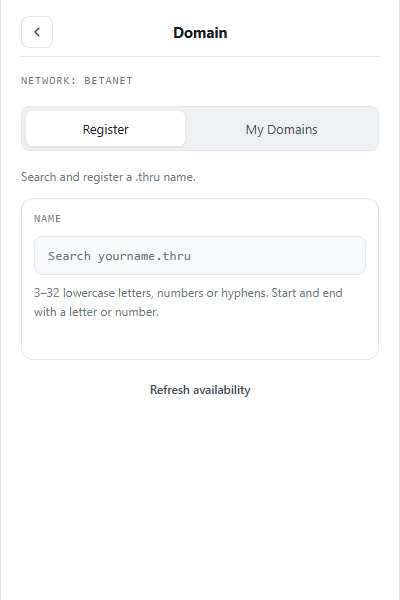 Domain
NETWORK: BETANET
Register
My Domains
Search and register a .thru name.
NAME
Search yourname.thru
3–32 lowercase letters, numbers or hyphens. Start and end
with a letter or number.
Refresh availability